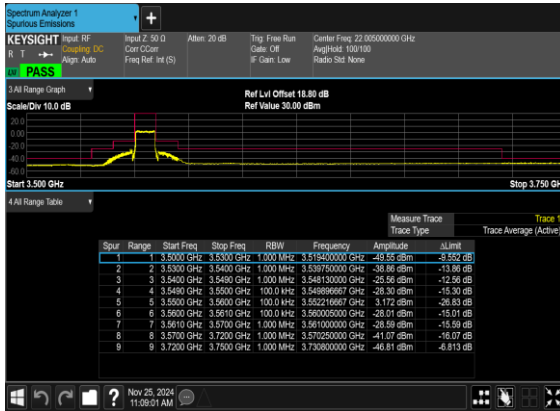 Spectrum Analyzer 1
Spurious Emissions
KEYSIGHT Input: RF Input Z: 50 Ω Atten: 20 dB Trig: Free Run Center Freq: 22.005000000 GHz
R T Coupling: DC Corr CCorr Gate: Off Avg|Hold: 100/100
Align: Auto Freq Ref: Int (S) IF Gain: Low Radio Std: None
PASS
3 All Range Graph
Ref Lvl Offset 18.80 dB
Scale/Div 10.0 dB Ref Value 30.00 dBm
20.0
0.00
-20.0
-40.0
-60.0
Start 3.500 GHz Stop 3.750 GH
4 All Range Table
Measure Trace Trace 1
Trace Type Trace Average (Active)
Spur Range Start Freq Stop Freq RBW Frequency Amplitude ΔLimit
1 1 3.5000 GHz 3.5300 GHz 1.000 MHz 3.519400000 GHz -49.55 dBm -9.552 dB
2 2 3.5300 GHz 3.5400 GHz 1.000 MHz 3.539750000 GHz -38.86 dBm -13.86 dB
3 3 3.5400 GHz 3.5490 GHz 1.000 MHz 3.548130000 GHz -25.56 dBm -12.56 dB
4 4 3.5490 GHz 3.5500 GHz 100.0 kHz 3.549896667 GHz -28.30 dBm -15.30 dB
5 5 3.5500 GHz 3.5600 GHz 100.0 kHz 3.552216667 GHz 3.172 dBm -26.83 dB
6 6 3.5600 GHz 3.5610 GHz 100.0 kHz 3.560005000 GHz -28.01 dBm -15.01 dB
7 7 3.5610 GHz 3.5700 GHz 1.000 MHz 3.561000000 GHz -28.59 dBm -15.59 dB
8 8 3.5700 GHz 3.7200 GHz 1.000 MHz 3.570250000 GHz -41.07 dBm -16.07 dB
9 9 3.7200 GHz 3.7500 GHz 1.000 MHz 3.730800000 GHz -46.81 dBm -6.813 dB
Nov 25, 2024
11:09:01 AM